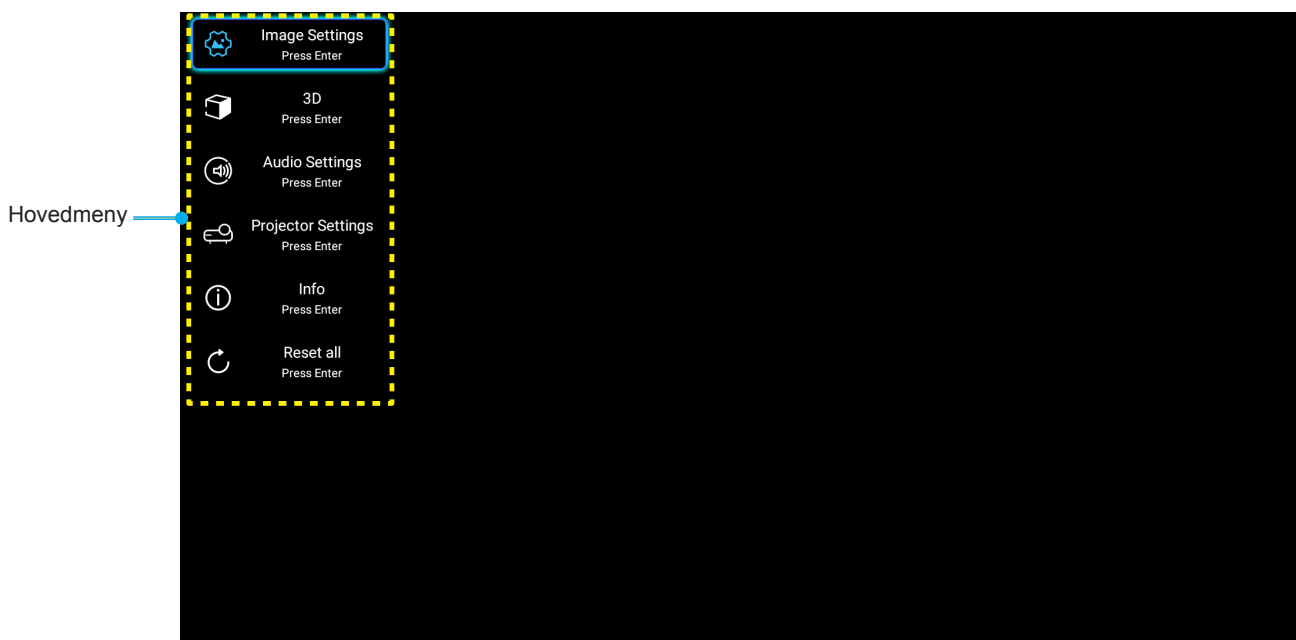 Image Settings
Press Enter
3D
Press Enter
Audio Settings
Press Enter
Hovedmeny
Projector Settings
Press Enter
Info
Press Enter
Reset all
Press Enter